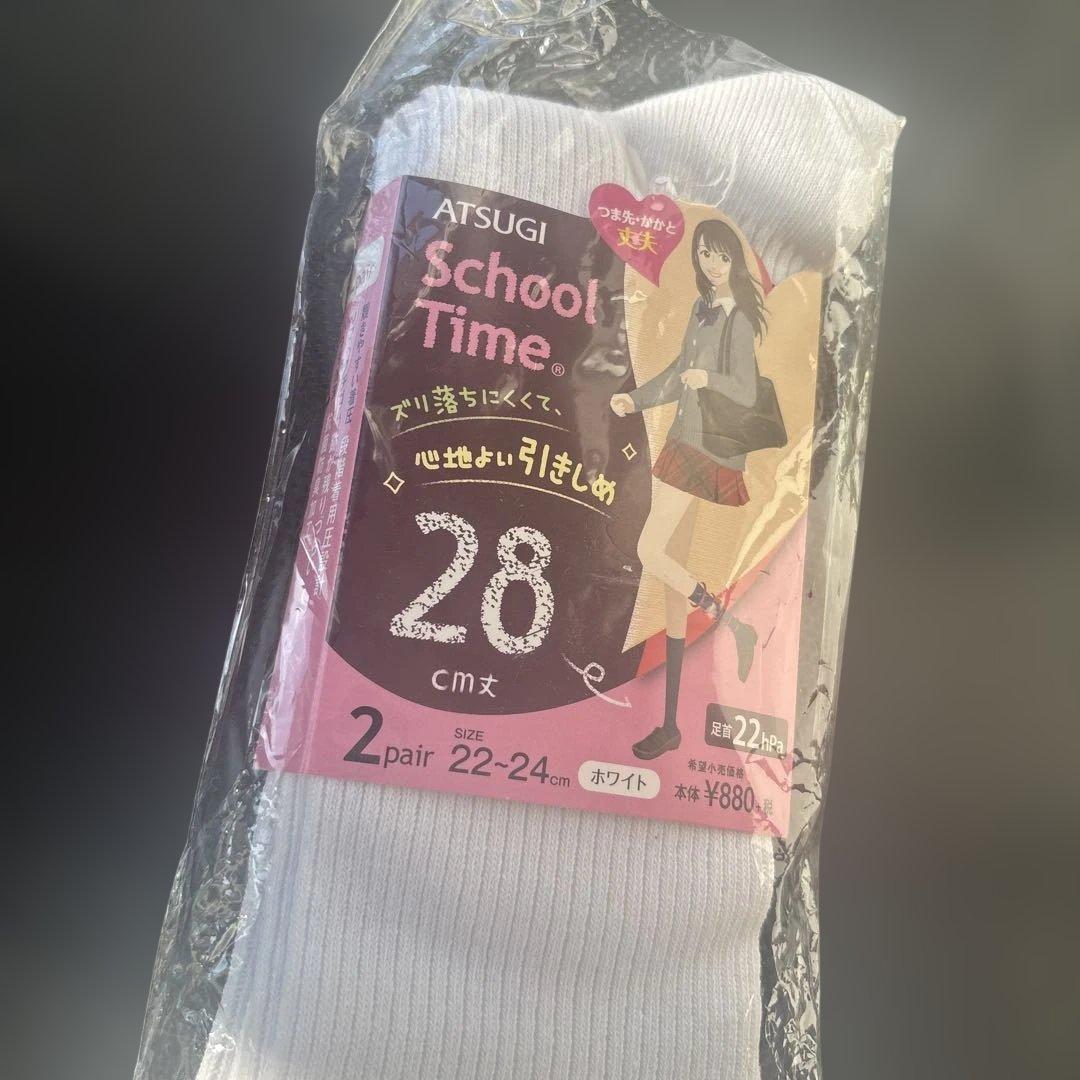 ATSUGI
School
Time®
つま先・かかと
丈夫
ズリ落ちにくくて、
心地よい引きしめ
28
cm丈
2pair
SIZE
22~24cm
ホワイト
足首22hPa
希望小売価格
本体¥880+税